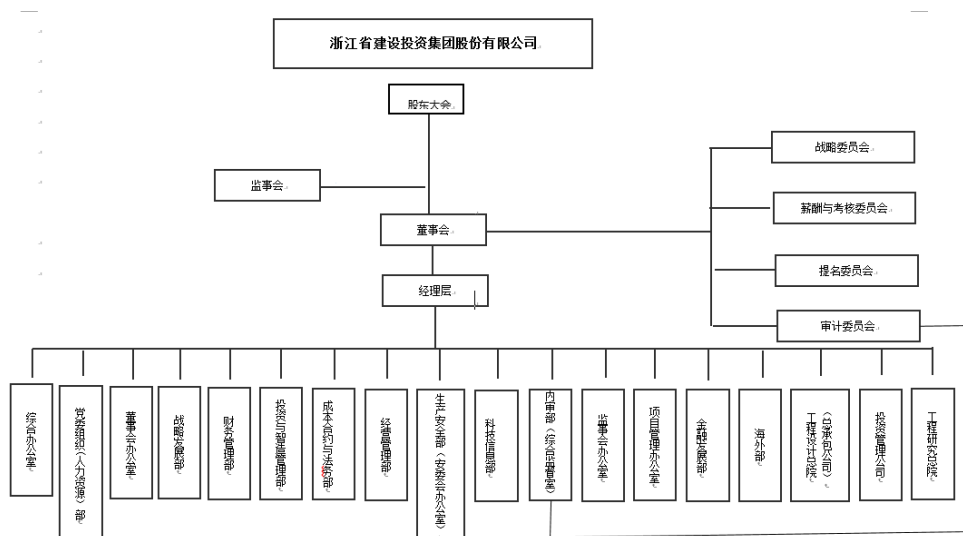 浙江省建设投资集团股份有限公司
股东大会
战略委员会
监事会
薪酬与考核委员会
董事会
提名委员会
经理层
审计委员会
综合办公室
党委组织（人力资源）部
董事会办公室
战略发展部
财务管理部
投资与智造管理部
成本合约与法务部
经营管理部
生产安全部（安委会办公室）
科技信息部
内审部（综合监督室）
监事会办公室
项目管理办公室
金融发展部
海外部
（总承包公司）
工程设计总院
投资管理公司
工程研究总院